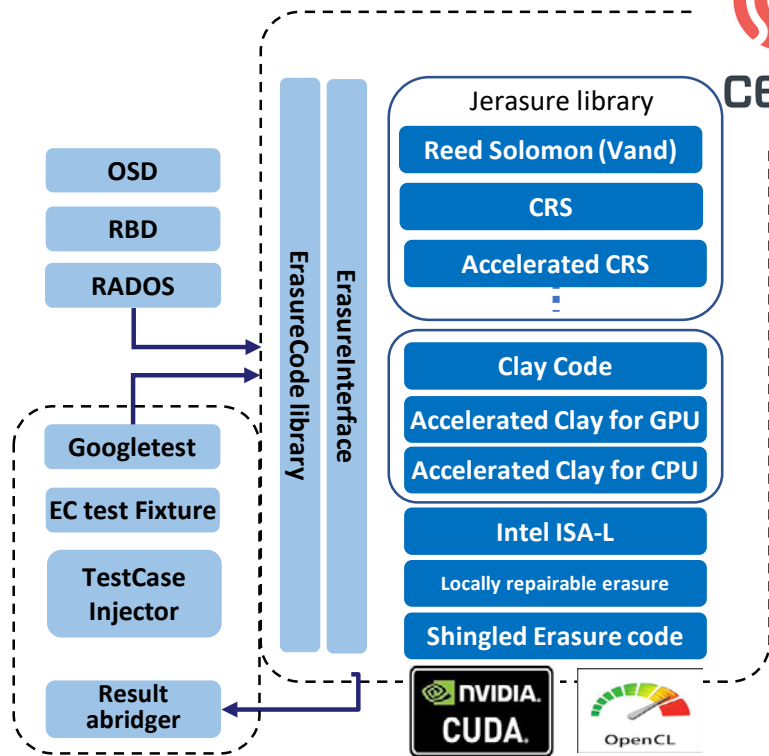 Jerasure library
Reed Solomon (Vand)
CRS
Accelerated CRS
OSD
RBD
RADOS
ErasureCode library
ErasureInterface
Clay Code
Accelerated Clay for GPU
Accelerated Clay for CPU
Intel ISA-L
Locally repairable erasure
Shingled Erasure code
Googletest
EC test Fixture
TestCase
Injector
Result
abridger
NVIDIA.
CUDA.
OpenCL